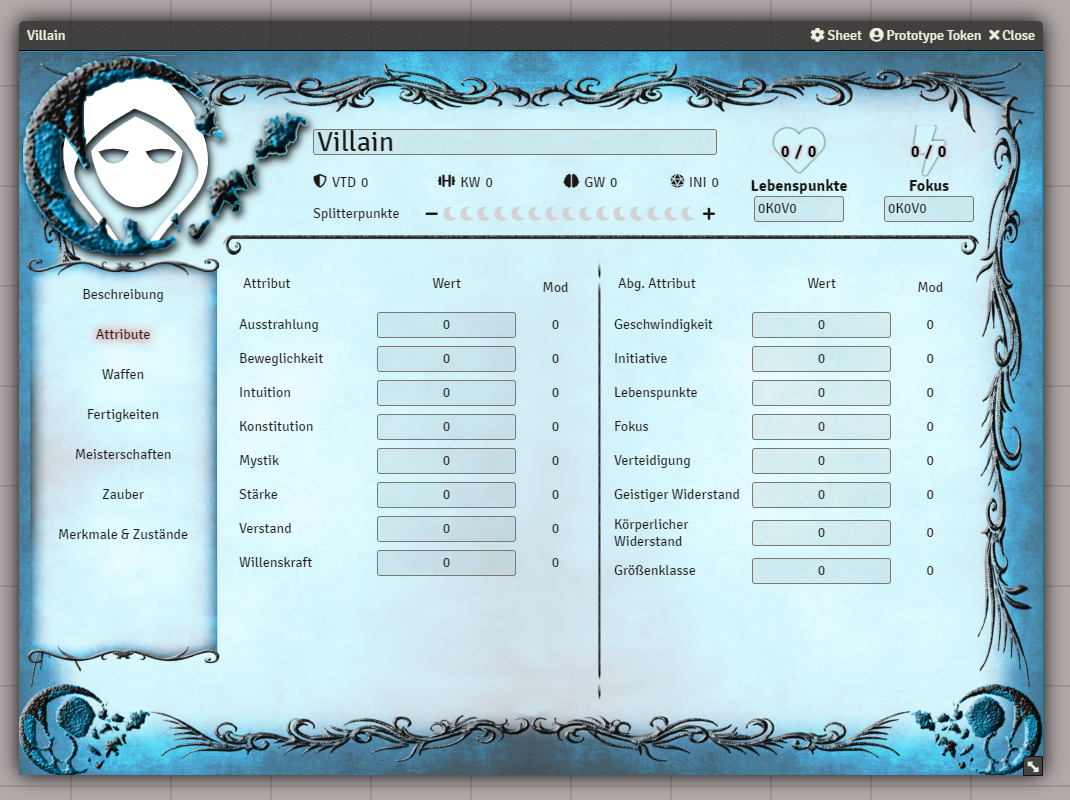 Villain
Sheet Prototype Token Close
Villain
0 / 0
0 / 0
VTD 0 KW 0 GW 0 INI 0
Lebenspunkte Fokus
Splitterpunkte − +
0K0V0 0K0V0
Beschreibung
Attribute
Waffen
Fertigkeiten
Meisterschaften
Zauber
Merkmale & Zustände
Attribut Wert Mod
Ausstrahlung 0 0
Beweglichkeit 0 0
Intuition 0 0
Konstitution 0 0
Mystik 0 0
Stärke 0 0
Verstand 0 0
Willenskraft 0 0
Abg. Attribut Wert Mod
Geschwindigkeit 0 0
Initiative 0 0
Lebenspunkte 0 0
Fokus 0 0
Verteidigung 0 0
Geistiger Widerstand 0 0
Körperlicher
Widerstand 0 0
Größenklasse 0 0